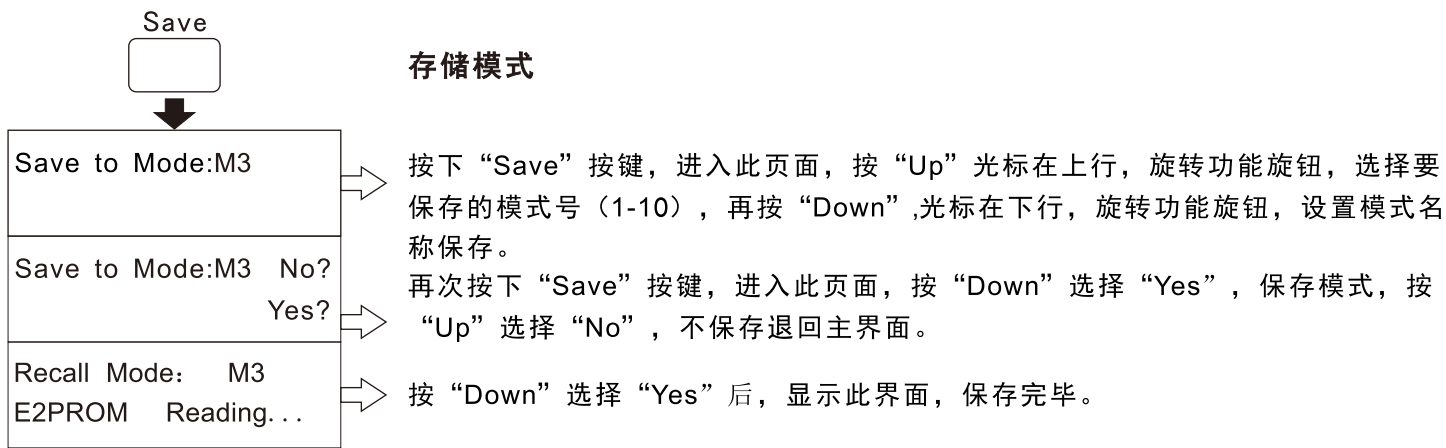 Save
存储模式
Save to Mode:M3
按下“Save”按键，进入此页面，按“Up”光标在上行，旋转功能旋钮，选择要
保存的模式号（1-10），再按“Down”,光标在下行，旋转功能旋钮，设置模式名
称保存。
Save to Mode:M3 No?
Yes?
再次按下“Save”按键，进入此页面，按“Down”选择“Yes”，保存模式，按
“Up”选择“No”，不保存退回主界面。
Recall Mode： M3
E2PROM Reading...
按“Down”选择“Yes”后，显示此界面，保存完毕。